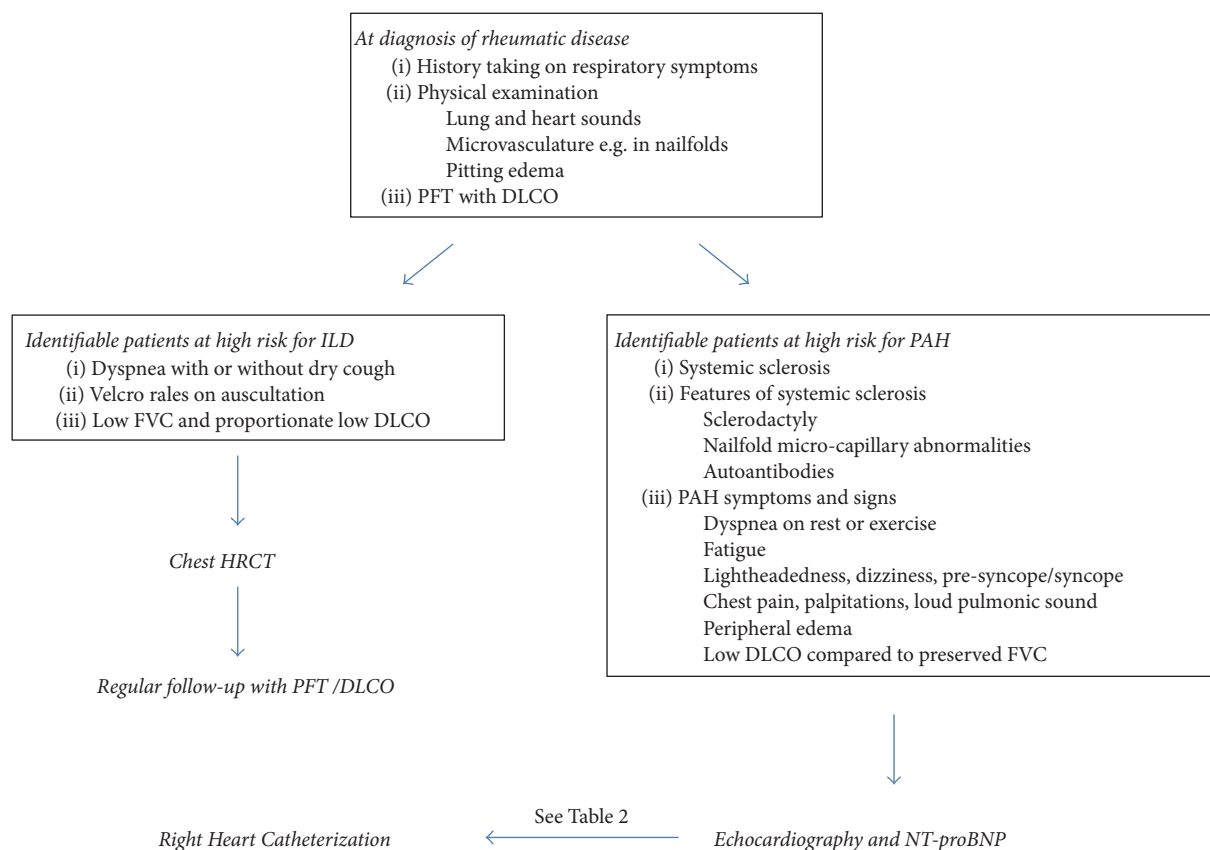 At diagnosis of rheumatic disease
(i) History taking on respiratory symptoms
(ii) Physical examination
Lung and heart sounds
Microvasculature e.g. in nailfolds
Pitting edema
(iii) PFT with DLCO
Identifiable patients at high risk for ILD
(i) Dyspnea with or without dry cough
(ii) Velcro rales on auscultation
(iii) Low FVC and proportionate low DLCO
Chest HRCT
Regular follow-up with PFT /DLCO
Identifiable patients at high risk for PAH
(i) Systemic sclerosis
(ii) Features of systemic sclerosis
Sclerodactyly
Nailfold micro-capillary abnormalities
Autoantibodies
(iii) PAH symptoms and signs
Dyspnea on rest or exercise
Fatigue
Lightheadedness, dizziness, pre-syncope/syncope
Chest pain, palpitations, loud pulmonic sound
Peripheral edema
Low DLCO compared to preserved FVC
Echocardiography and NT-proBNP
See Table 2
Right Heart Catheterization